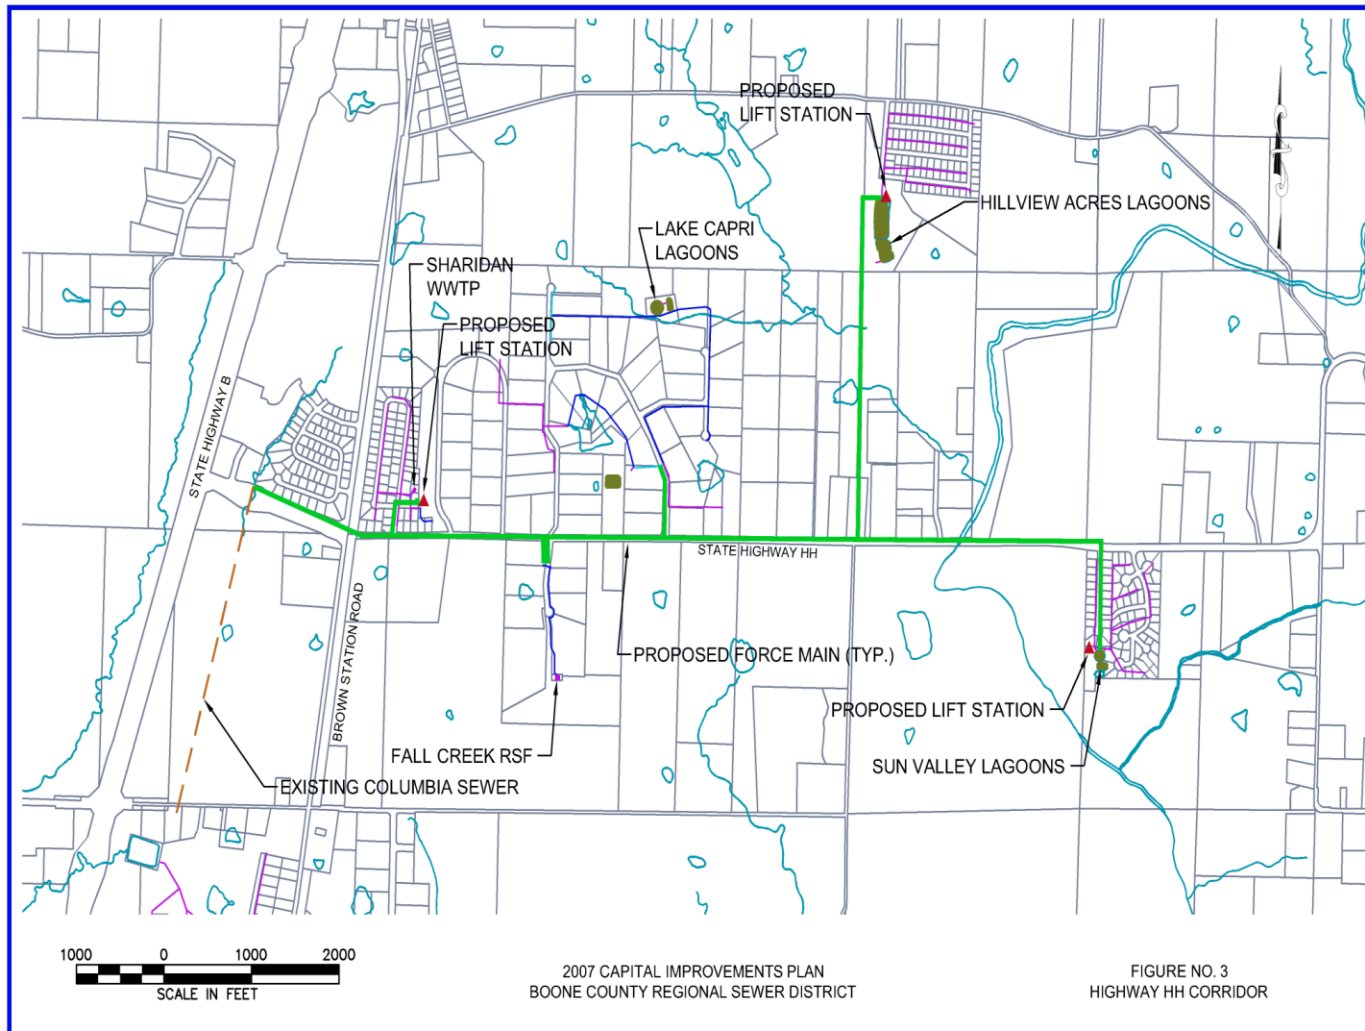 PROPOSED
LIFT STATION
HILLVIEW ACRES LAGOONS
LAKE CAPRI
LAGOONS
SHARIDAN
WWTP
PROPOSED
LIFT STATION
STATE HIGHWAY B
STATE HIGHWAY HH
BROWN STATION ROAD
PROPOSED FORCE MAIN (TYP.)
PROPOSED LIFT STATION
FALL CREEK RSF
SUN VALLEY LAGOONS
EXISTING COLUMBIA SEWER
1000 0 1000 2000
SCALE IN FEET
2007 CAPITAL IMPROVEMENTS PLAN
BOONE COUNTY REGIONAL SEWER DISTRICT
FIGURE NO. 3
HIGHWAY HH CORRIDOR